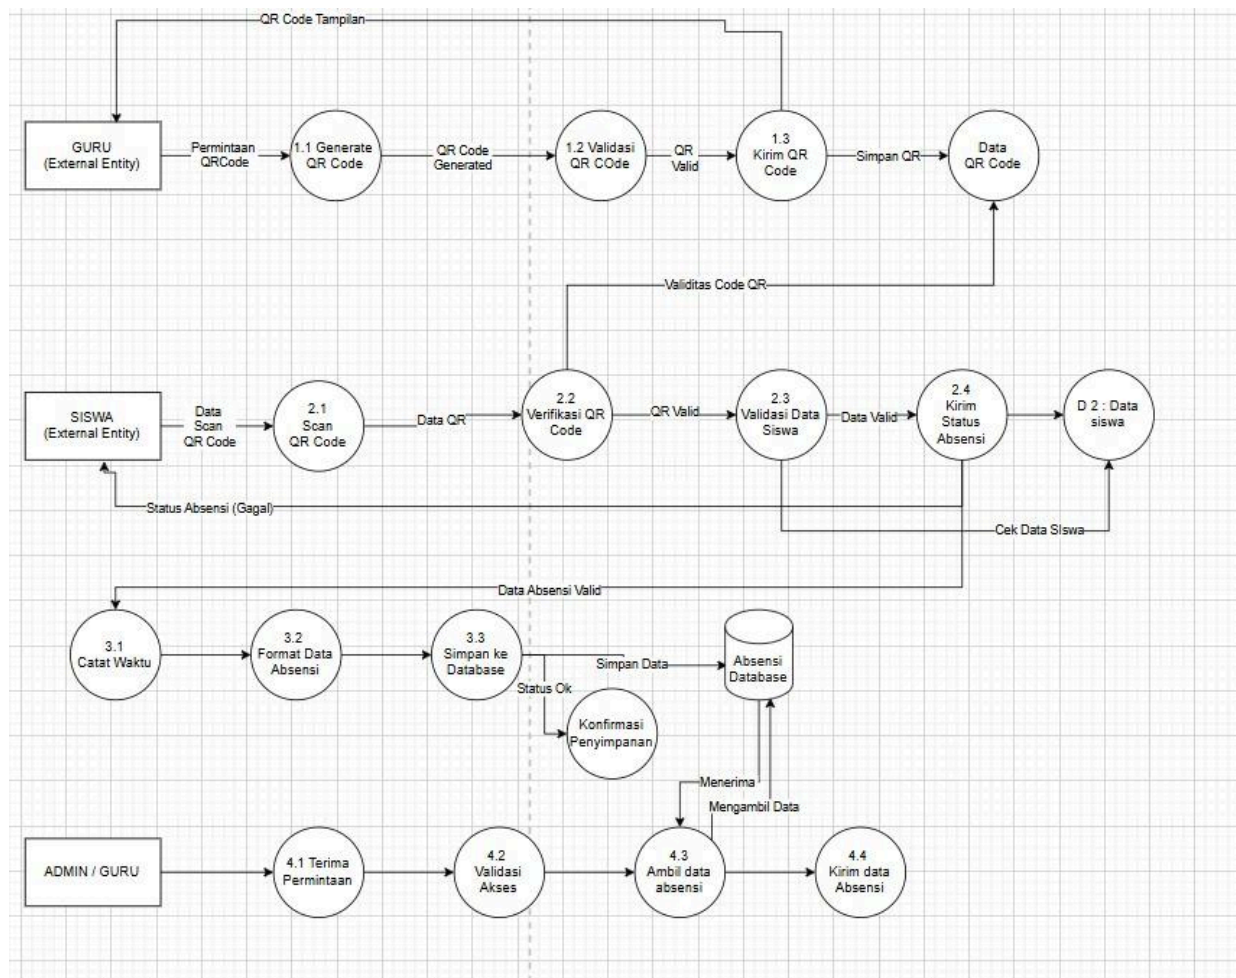 QR Code Tampilan
GURU
(External Entity)
Permintaan
QRCode
1.1 Generate
QR Code
QR Code
Generated
1.2 Validasi
QR COde
QR
Valid
1.3
Kirim QR
Code
Simpan QR
Data
QR Code
Validitas Code QR
SISWA
(External Entity)
Data
Scan
QR Code
2.1
Scan
QR Code
Data QR
2.2
Verifikasi QR
Code
QR Valid
2.3
Validasi Data
Siswa
Data Valid
2.4
Kirim
Status
Absensi
D 2 : Data
siswa
Status Absensi (Gagal)
Cek Data SIswa
Data Absensi Valid
3.1
Catat Waktu
3.2
Format Data
Absensi
3.3
Simpan ke
Database
Simpan Data
Absensi
Database
Status Ok
Konfirmasi
Penyimpanan
Menerima
Mengambil Data
ADMIN / GURU
4.1 Terima
Permintaan
4.2
Validasi
Akses
4.3
Ambil data
absensi
4.4
Kirim data
Absensi